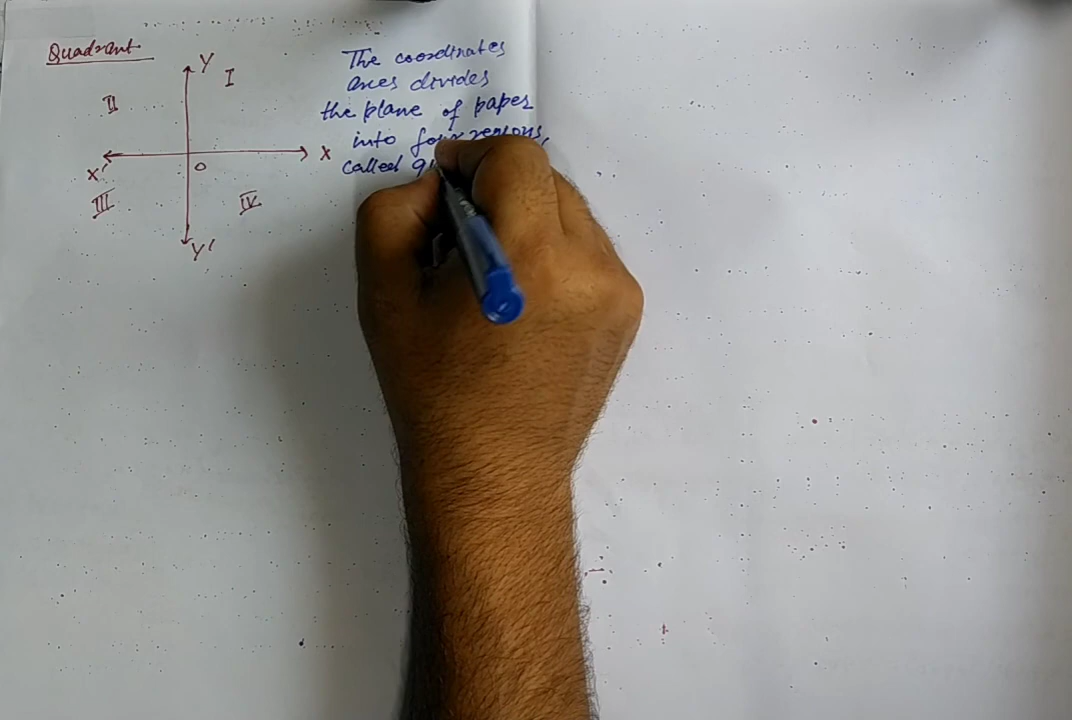 Quadrant
Y
I
II
X' O X
III
IV
Y'
The coordinates
axes divides
the plane of paper
into four regions,
called